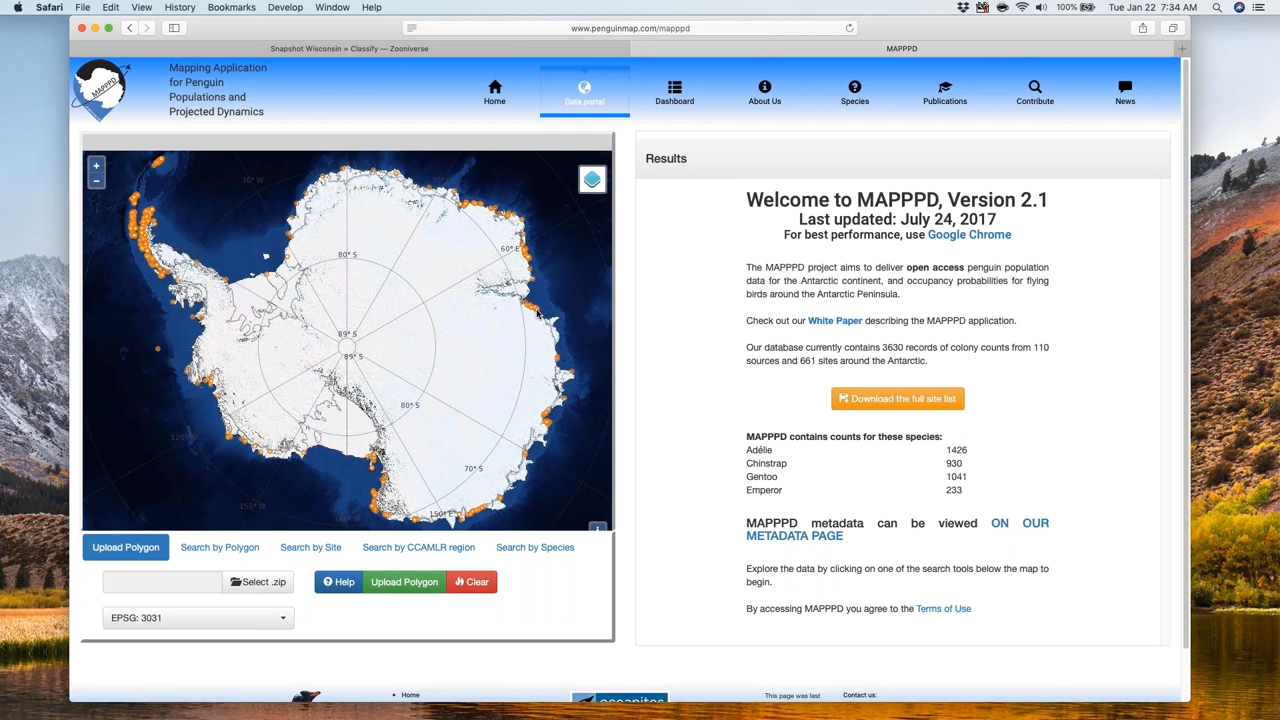 Safari File Edit View History Bookmarks Develop Window Help
100% Tue Jan 22 7:34 AM
www.penguinmap.com/mapppd
Snapshot Wisconsin » Classify — Zooniverse
MAPPPD
MAPPPD
Mapping Application
for Penguin
Populations and
Projected Dynamics
Home
Data portal
Dashboard
About Us
Species
Publications
Contribute
News
+
−
30° W
60° E
80° S
89° S
89° S
80° S
70° S
120° W
150° W
150° E
Upload Polygon
Search by Polygon
Search by Site
Search by CCAMLR region
Search by Species
Select .zip
Help
Upload Polygon
Clear
EPSG: 3031
Results
Welcome to MAPPPD, Version 2.1
Last updated: July 24, 2017
For best performance, use Google Chrome
The MAPPPD project aims to deliver open access penguin population
data for the Antarctic continent, and occupancy probabilities for flying
birds around the Antarctic Peninsula.
Check out our White Paper describing the MAPPPD application.
Our database currently contains 3630 records of colony counts from 110
sources and 661 sites around the Antarctic.
Download the full site list
MAPPPD contains counts for these species:
Adélie 1426
Chinstrap 930
Gentoo 1041
Emperor 233
MAPPPD metadata can be viewed ON OUR
METADATA PAGE
Explore the data by clicking on one of the search tools below the map to
begin.
By accessing MAPPPD you agree to the Terms of Use
Home
oceanites
This page was last
Contact us: